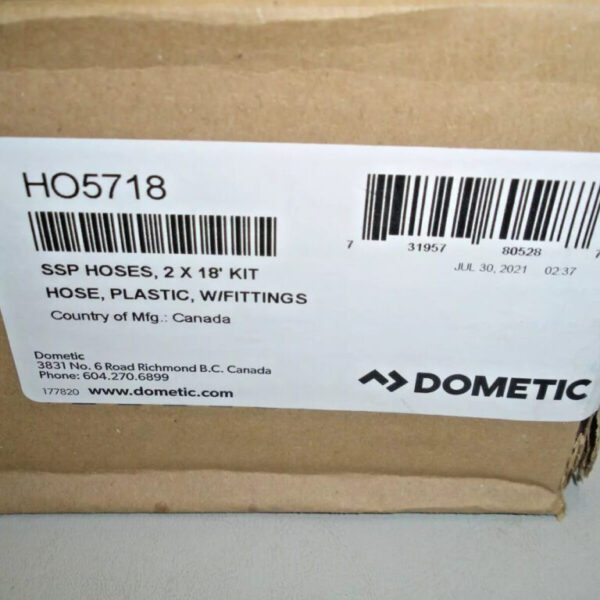 HO5718
SSP HOSES, 2 X 18' KIT
HOSE, PLASTIC, W/FITTINGS
Country of Mfg.: Canada
7 31957 80528 7
JUL 30, 2021 02:37
Dometic
3831 No. 6 Road Richmond B.C. Canada
Phone: 604.270.6899
177820 www.dometic.com
DOMETIC